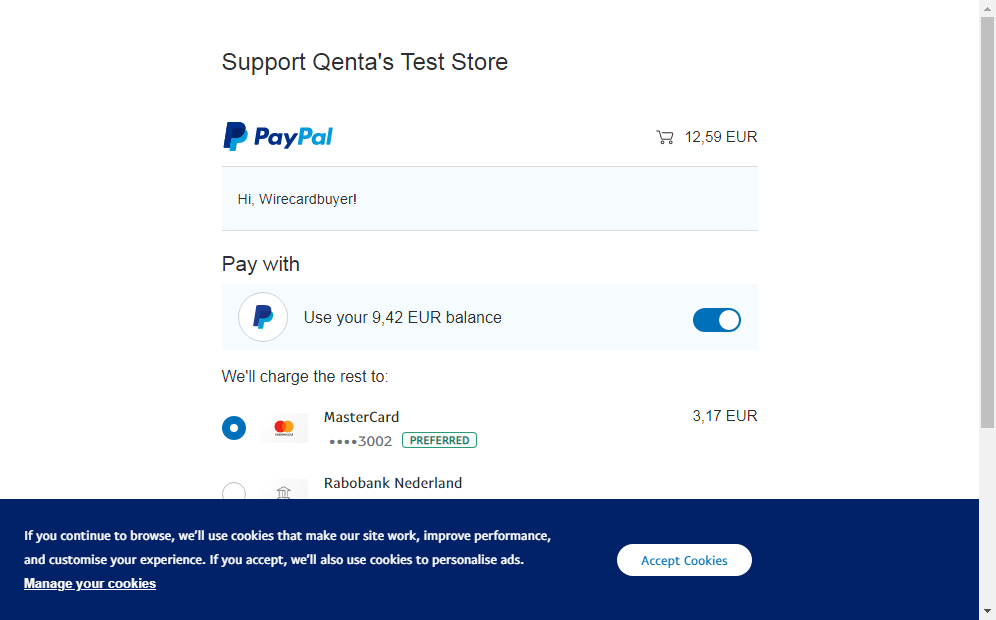 Support Qenta's Test Store
PayPal
12,59 EUR
Hi, Wirecardbuyer!
Pay with
Use your 9,42 EUR balance
We'll charge the rest to:
MasterCard
3,17 EUR
••••3002 PREFERRED
Rabobank Nederland
If you continue to browse, we'll use cookies that make our site work, improve performance,
and customise your experience. If you accept, we'll also use cookies to personalise ads.
Manage your cookies
Accept Cookies